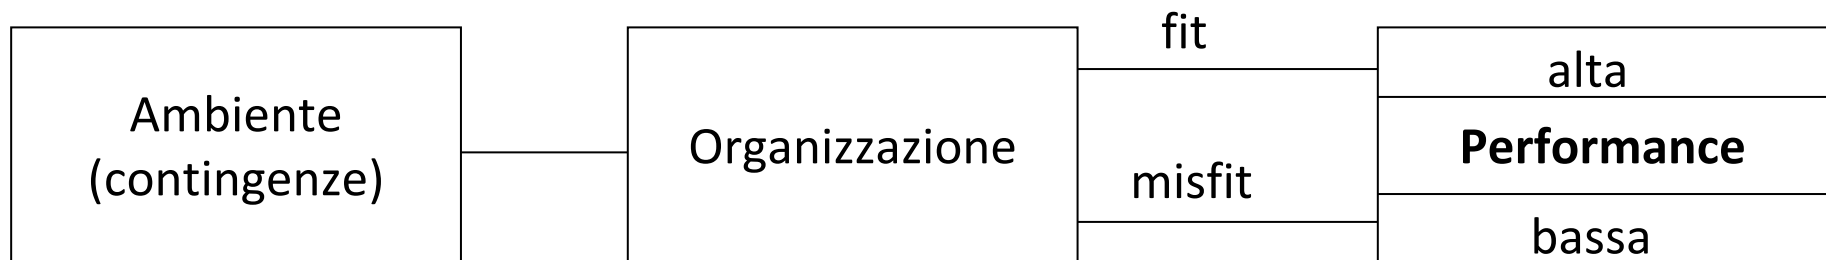 Ambiente
(contingenze)
Organizzazione
fit
misfit
alta
Performance
bassa